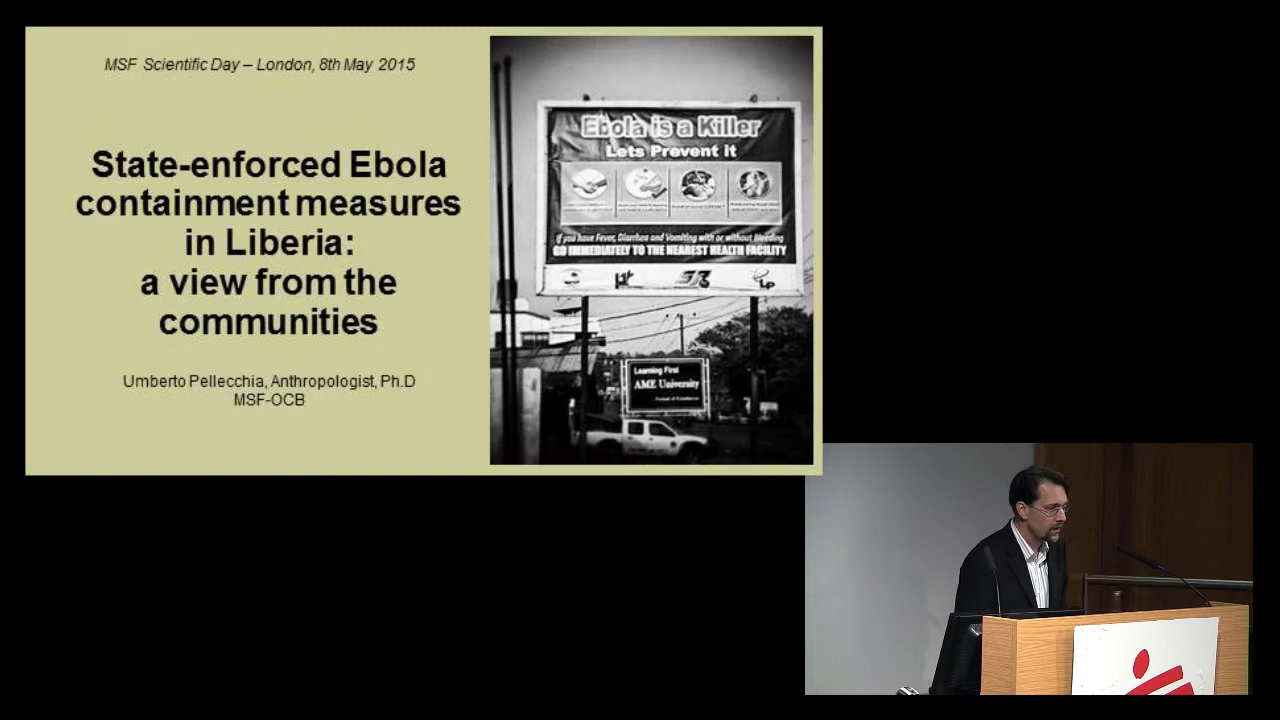 MSF Scientific Day – London, 8th May 2015
State-enforced Ebola
containment measures
in Liberia:
a view from the
communities
Umberto Pellecchia, Anthropologist, Ph.D
MSF-OCB
Ebola is a Killer
Lets Prevent it
If you have Fever, Diarrhea and Vomiting with or without Bleeding
GO IMMEDIATELY TO THE NEAREST HEALTH FACILITY
Learning First
AME University